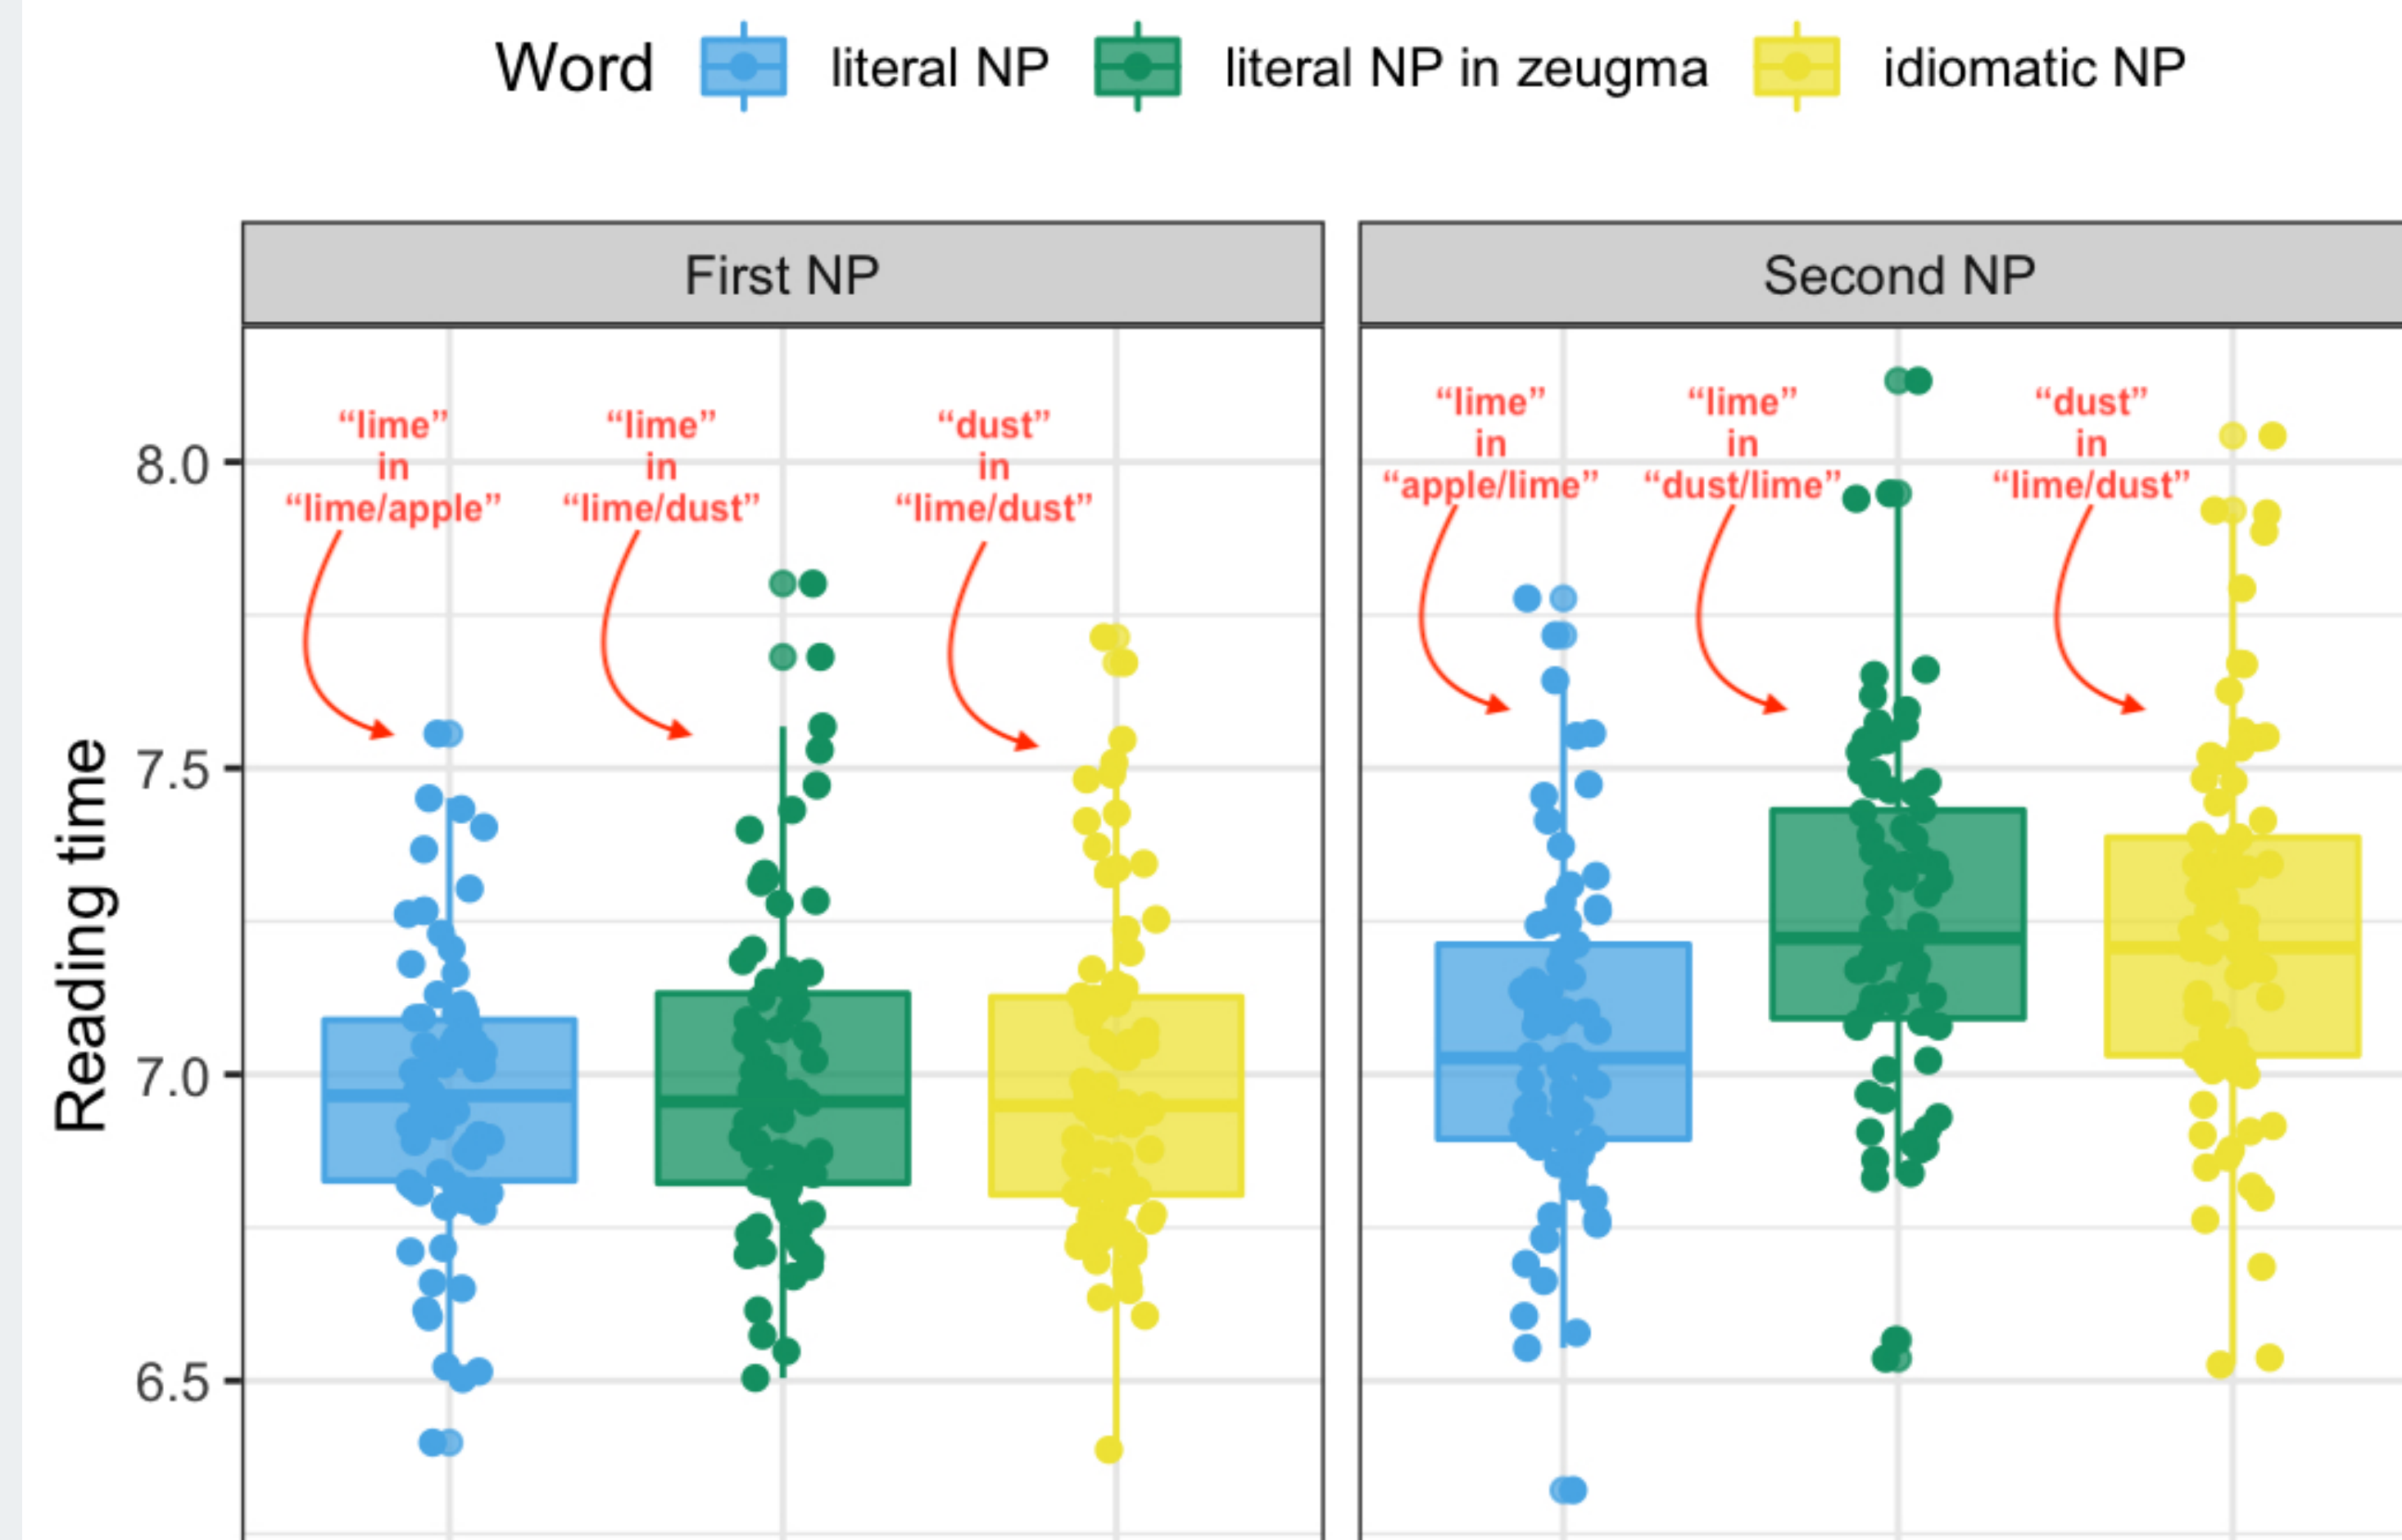 Word literal NP literal NP in zeugma idiomatic NP
First NP
Second NP
“lime”
in
“lime/apple”
“lime”
in
“lime/dust”
“dust”
in
“lime/dust”
“lime”
in
“apple/lime”
“lime”
in
“dust/lime”
“dust”
in
“lime/dust”
Reading time
8.0
7.5
7.0
6.5